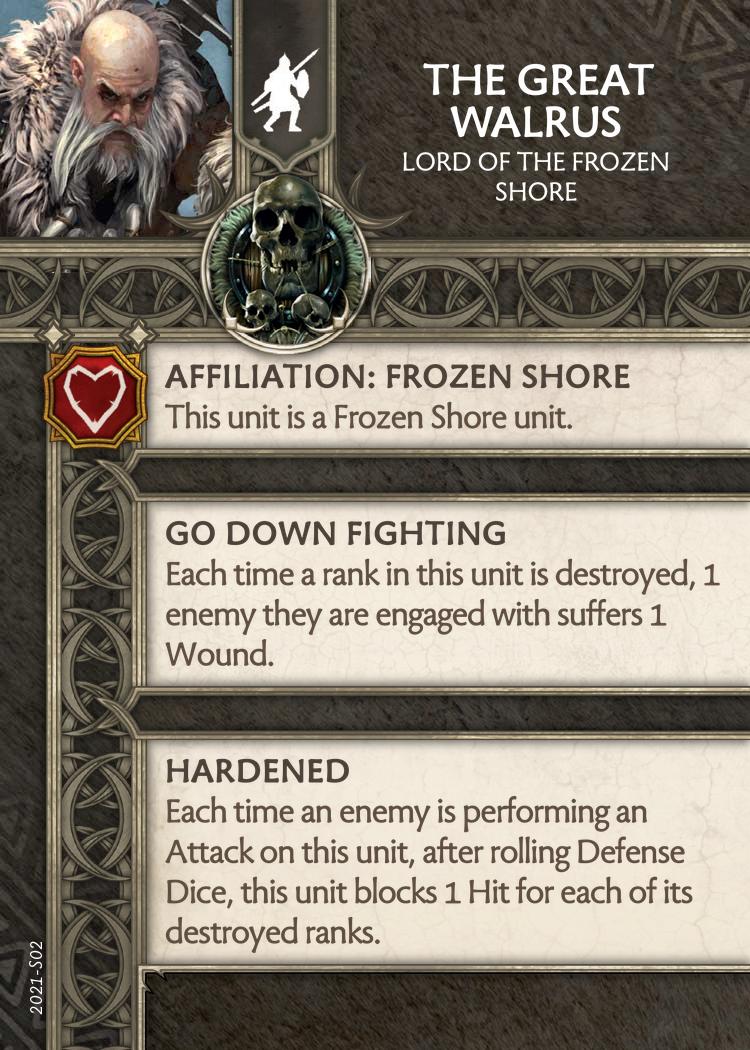 THE GREAT
WALRUS
LORD OF THE FROZEN
SHORE
AFFILIATION: FROZEN SHORE
This unit is a Frozen Shore unit.
GO DOWN FIGHTING
Each time a rank in this unit is destroyed, 1
enemy they are engaged with suffers 1
Wound.
HARDENED
Each time an enemy is performing an
Attack on this unit, after rolling Defense
Dice, this unit blocks 1 Hit for each of its
destroyed ranks.
2021-S02